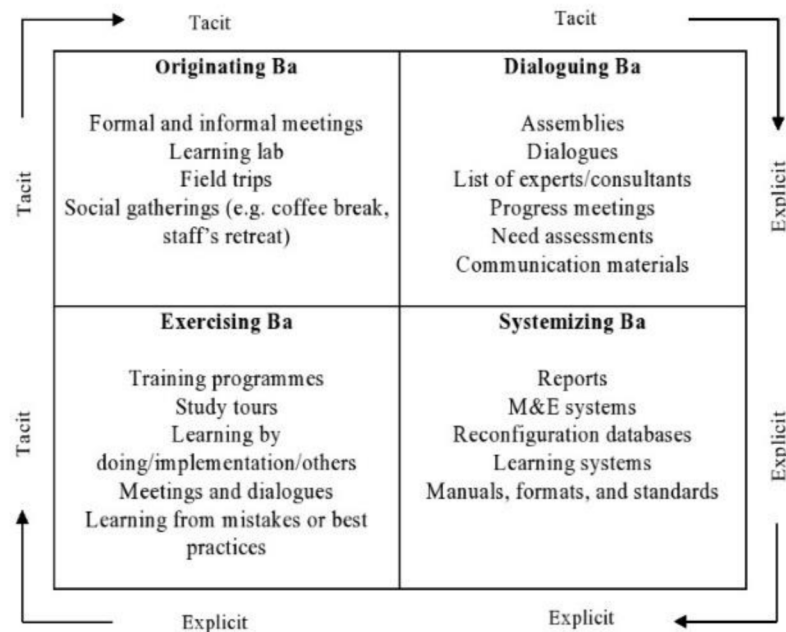 Tacit
Tacit
Originating Ba
Formal and informal meetings
Learning lab
Field trips
Social gatherings (e.g. coffee break,
staff's retreat)
Tacit
Dialoguing Ba
Assemblies
Dialogues
List of experts/consultants
Progress meetings
Need assessments
Communication materials
Explicit
Exercising Ba
Training programmes
Study tours
Learning by
doing/implementation/others
Meetings and dialogues
Learning from mistakes or best
practices
Tacit
Systemizing Ba
Reports
M&E systems
Reconfiguration databases
Learning systems
Manuals, formats, and standards
Explicit
Explicit
Explicit